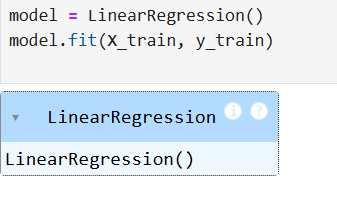 model = LinearRegression()
model.fit(X_train, y_train)
▾ LinearRegression i ?
LinearRegression()